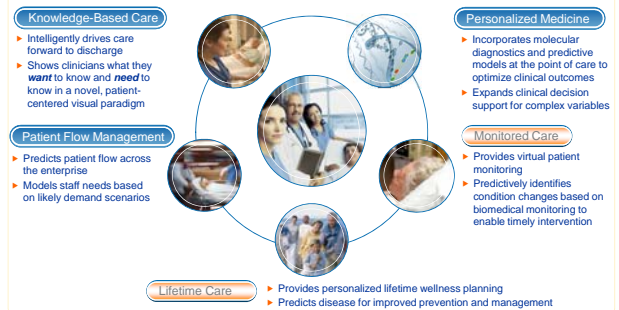 Knowledge-Based Care
Intelligently drives care
forward to discharge
Shows clinicians what they
want to know and need to
know in a novel, patient-
centered visual paradigm
Patient Flow Management
Predicts patient flow across
the enterprise
Models staff needs based
on likely demand scenarios
Personalized Medicine
Incorporates molecular
diagnostics and predictive
models at the point of care to
optimize clinical outcomes
Expands clinical decision
support for complex variables
Monitored Care
Provides virtual patient
monitoring
Predictively identifies
condition changes based on
biomedical monitoring to
enable timely intervention
Lifetime Care
Provides personalized lifetime wellness planning
Predicts disease for improved prevention and management